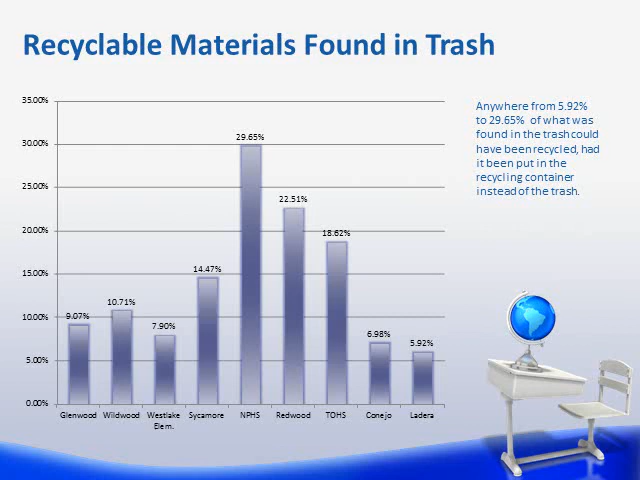 Recyclable Materials Found in Trash
35.00%
30.00%
25.00%
20.00%
15.00%
10.00%
5.00%
0.00%
9.07%
10.71%
7.90%
14.47%
29.65%
22.51%
18.62%
6.98%
5.92%
Glenwood Wildwood Westlake Sycamore NPHS Redwood TOHS Conejo Ladera
Elem.
Anywhere from 5.92%
to 29.65% of what was
found in the trash could
have been recycled, had
it been put in the
recycling container
instead of the trash.